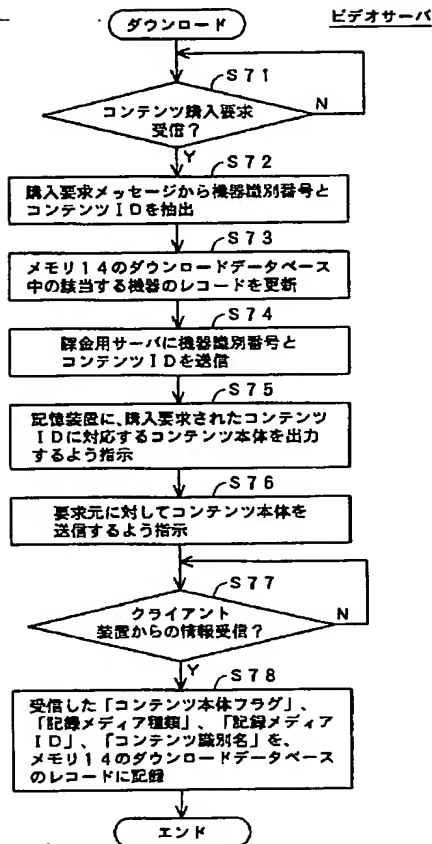 ダウンロード
ビデオサーバ
S71
コンテンツ購入要求
受信?
N
Y
S72
購入要求メッセージから機器識別番号と
コンテンツIDを抽出
S73
メモリ14のダウンロードデータベース
中の該当する機器のレコードを更新
S74
課金用サーバに機器識別番号と
コンテンツIDを送信
S75
記憶装置に、購入要求されたコンテンツ
IDに対応するコンテンツ本体を出力
するよう指示
S76
要求元に対してコンテンツ本体を
送信するよう指示
S77
クライアント
装置からの情報受信?
N
Y
S78
受信した「コンテンツ本体フラグ」、
「記録メディア種類」、「記録メディア
ID」、「コンテンツ識別名」を、
メモリ14のダウンロードデータベース
のレコードに記録
エンド